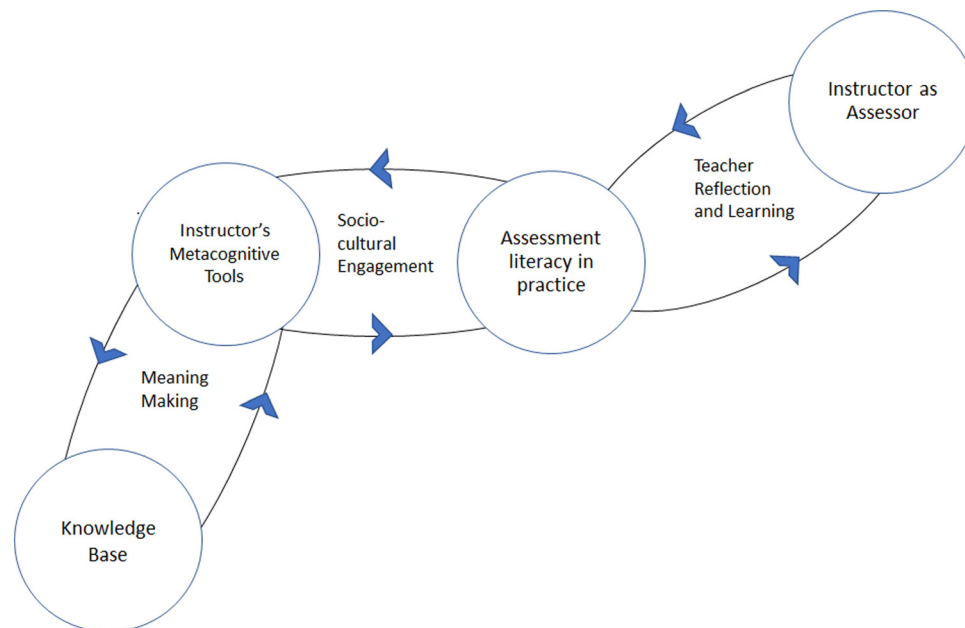 Instructor as
Assessor
Teacher
Reflection
and Learning
Instructor's
Metacognitive
Tools
Socio-
cultural
Engagement
Assessment
literacy in
practice
Meaning
Making
Knowledge
Base